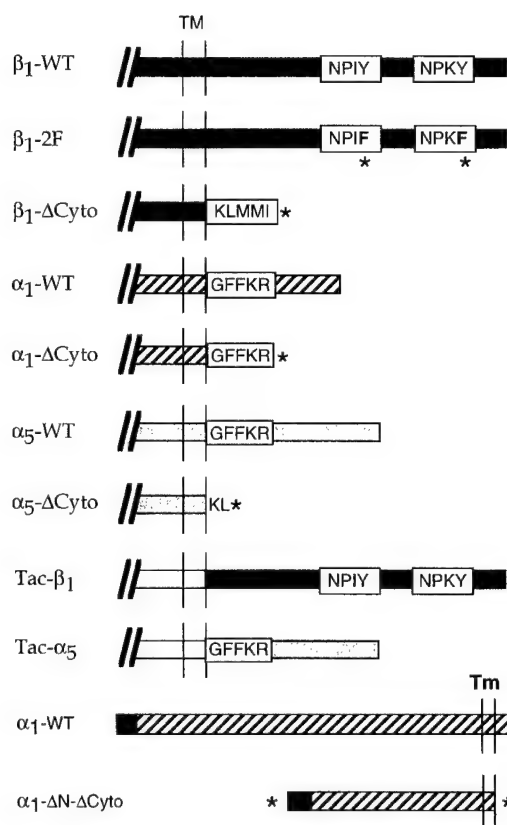 TM
β1-WT NPIY NPKY
β1-2F NPIF NPKF
* *
β1-ΔCyto KLMMI *
α1-WT GFFKR
α1-ΔCyto GFFKR *
α5-WT GFFKR
α5-ΔCyto KL*
Tac-β1 NPIY NPKY
Tac-α5 GFFKR
Tm
α1-WT
α1-ΔN-ΔCyto * *